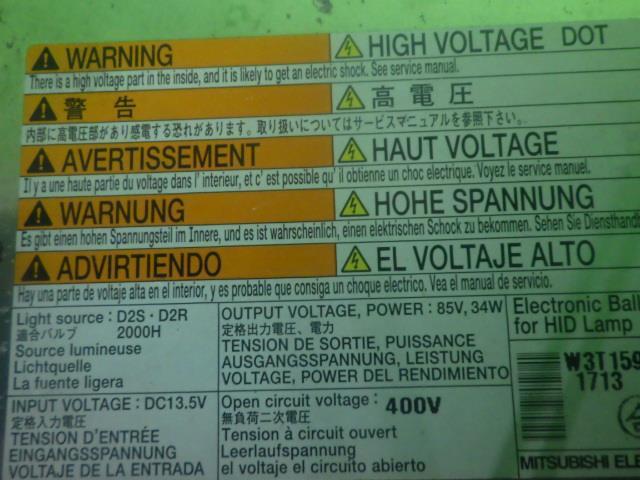 WARNING HIGH VOLTAGE DOT
There is a high voltage part in the inside, and it is likely to get an electric shock. See service manual.
警告 高電圧
内部に高電圧部があり感電する恐れがあります。取り扱いについてはサービスマニュアルを参照下さい。
AVERTISSEMENT HAUT VOLTAGE
Il y a une haute partie du voltage dans l' interieur, et c' est possible qu' il obtienne un choc electrique. Voyez le service manuel.
WARNUNG HOHE SPANNUNG
Es gibt einen hohen Spannungsteil im Innere, und es ist wahrscheinlich, einen elektrischen Schock zu bekommen. Sehen Sie Diensthand
ADVIRTIENDO EL VOLTAJE ALTO
Hay una parte de voltaje alta en el interior, y es probable que consiga un choque electrico. Vea el manual de servicio.
Light source : D2S・D2R
適合バルブ 2000H
Source lumineuse
Lichtquelle
La fuente ligera
OUTPUT VOLTAGE, POWER : 85V, 34W
定格出力電圧、電力
TENSION DE SORTIE, PUISSANCE
AUSGANGSSPANNUNG, LEISTUNG
VOLTAGE, POWER DEL RENDIMIENTO
Electronic Ball
for HID Lamp
W3T159
1713
INPUT VOLTAGE : DC13.5V
定格入力電圧
TENSION D'ENTRÉE
EINGANGSSPANNUNG
VOLTAJE DE LA ENTRADA
Open circuit voltage : 400V
無負荷二次電圧
Tension à circuit ouvert
Leerlaufspannung
el voltaje el circuito abierto
MITSUBISHI ELE